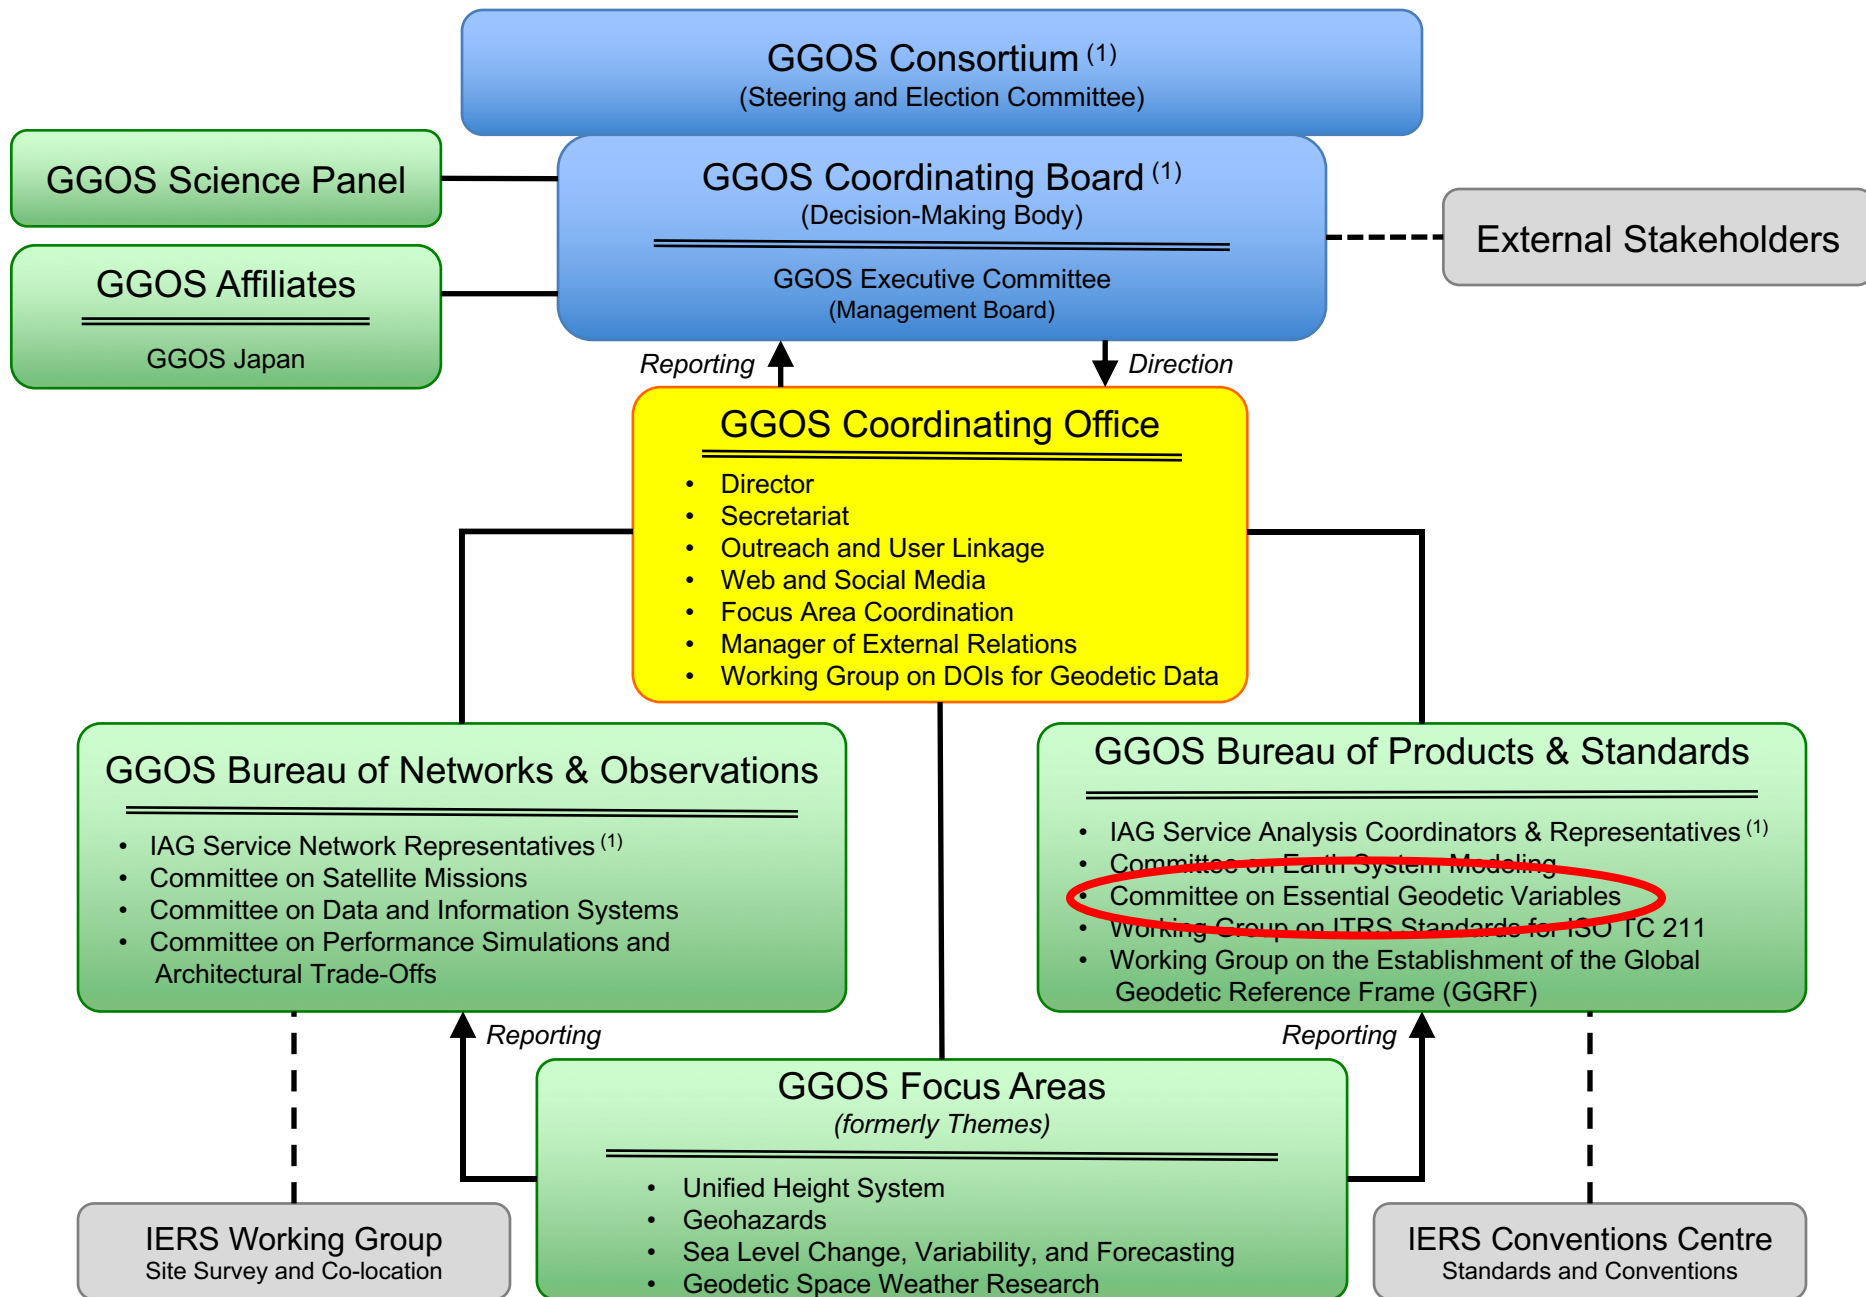 GGOS Consortium (1)
(Steering and Election Committee)
GGOS Science Panel
GGOS Coordinating Board (1)
(Decision-Making Body)
GGOS Executive Committee
(Management Board)
External Stakeholders
GGOS Affiliates
GGOS Japan
Reporting
Direction
GGOS Coordinating Office
• Director
• Secretariat
• Outreach and User Linkage
• Web and Social Media
• Focus Area Coordination
• Manager of External Relations
• Working Group on DOIs for Geodetic Data
GGOS Bureau of Networks & Observations
• IAG Service Network Representatives (1)
• Committee on Satellite Missions
• Committee on Data and Information Systems
• Committee on Performance Simulations and
Architectural Trade-Offs
GGOS Bureau of Products & Standards
• IAG Service Analysis Coordinators & Representatives (1)
• Committee on Earth System Modeling
• Committee on Essential Geodetic Variables
• Working Group on ITRS Standards for ISO TC 211
• Working Group on the Establishment of the Global
Geodetic Reference Frame (GGRF)
Reporting
Reporting
GGOS Focus Areas
(formerly Themes)
• Unified Height System
• Geohazards
• Sea Level Change, Variability, and Forecasting
• Geodetic Space Weather Research
IERS Working Group
Site Survey and Co-location
IERS Conventions Centre
Standards and Conventions